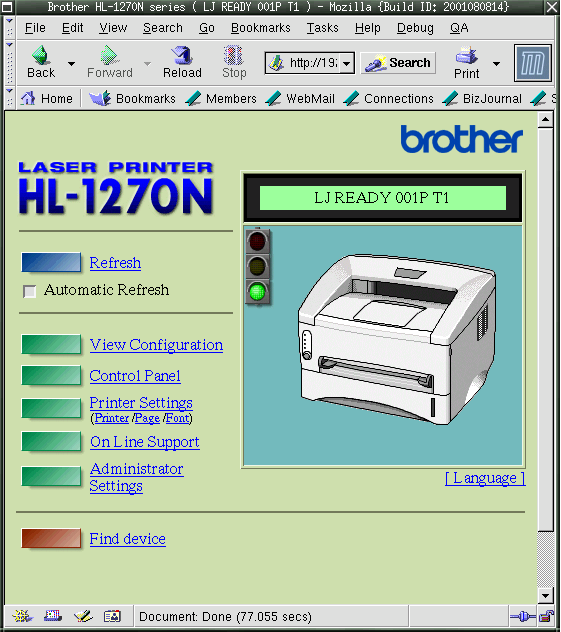 Brother HL-1270N series ( LJ READY 001P T1 ) - Mozilla {Build ID: 2001080814}
File Edit View Search Go Bookmarks Tasks Help Debug QA
Back Forward Reload Stop http://19 Search Print
Home Bookmarks Members WebMail Connections BizJournal
brother
LASER PRINTER
HL-1270N
LJ READY 001P T1
Refresh
Automatic Refresh
View Configuration
Control Panel
Printer Settings
(Printer /Page /Font)
On Line Support
Administrator
Settings
[ Language ]
Find device
Document: Done (77.055 secs)